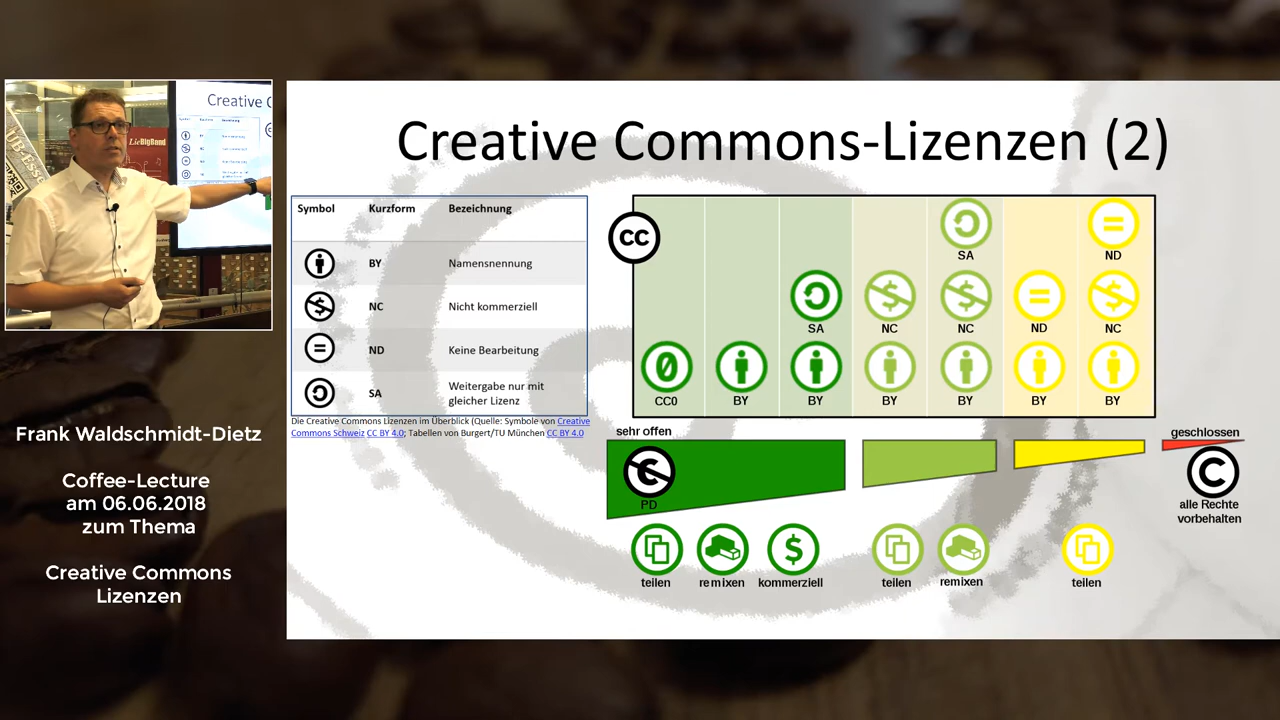 Creative C
LieBigBand
Frank Waldschmidt-Dietz
Coffee-Lecture
am 06.06.2018
zum Thema
Creative Commons
Lizenzen
Creative Commons-Lizenzen (2)
Symbol Kurzform Bezeichnung
BY Namensnennung
NC Nicht kommerziell
ND Keine Bearbeitung
SA Weitergabe nur mit
gleicher Lizenz
Die Creative Commons Lizenzen im Überblick (Quelle: Symbole von Creative
Commons Schweiz CC BY 4.0; Tabellen von Burgert/TU München CC BY 4.0
cc
SA ND
SA NC NC ND NC
CC0 BY BY BY BY BY BY
sehr offen geschlossen
PD
alle Rechte
vorbehalten
teilen remixen kommerziell teilen remixen teilen